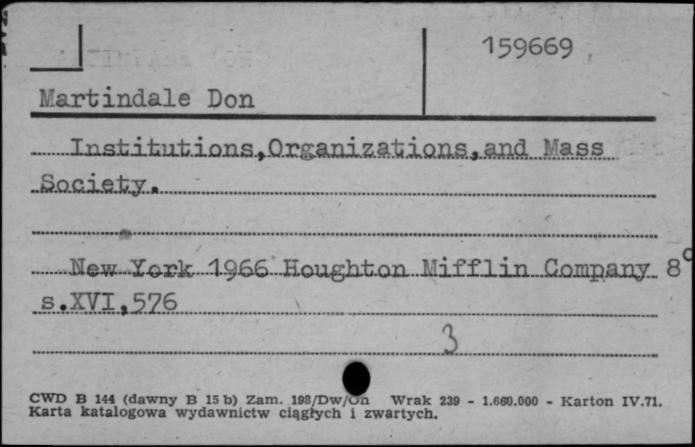 159669
Martindale Don
Institutions,Organizations,and Mass
Society.
New York 1966 Houghton Mifflin Company 8°
s.XVI,576
3
CWD B 144 (dawny B 15 b) Zam. 198/Dw/On Wrak 239 - 1.660.000 - Karton IV.71.
Karta katalogowa wydawnictw ciągłych i zwartych.